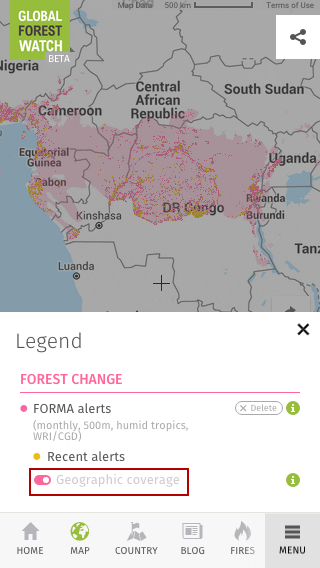 GLOBAL
FOREST
WATCH
BETA
Map Data
500 km
Terms of Use
Nigeria
Cameroon
Central
African
Republic
South Sudan
Equatorial
Guinea
Gabon
Uganda
DR Congo
Rwanda
Burundi
Kinshasa
Tanz
Luanda
Legend
FOREST CHANGE
FORMA alerts
Delete
(monthly, 500m, humid tropics,
WRI/CGD)
Recent alerts
Geographic coverage
HOME
MAP
COUNTRY
BLOG
FIRES
MENU